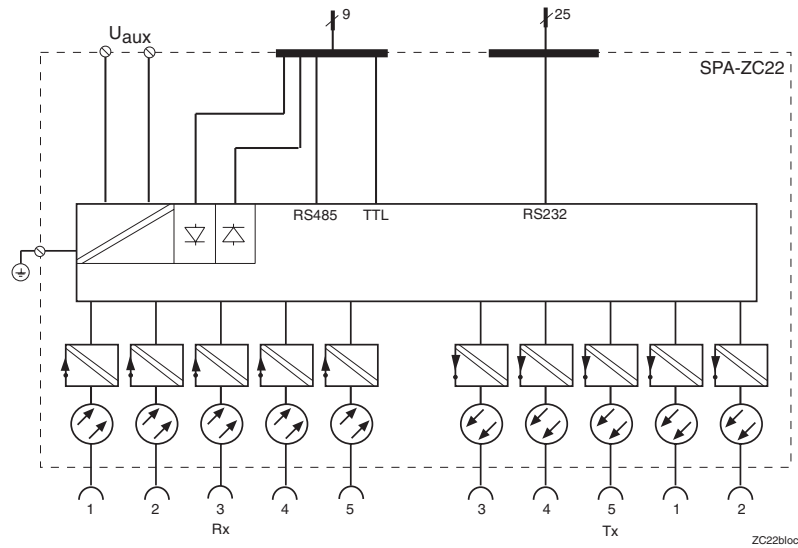 9
25
Uaux
SPA-ZC22
RS485 TTL RS232
1 2 3 4 5 3 4 5 1 2
Rx Tx
ZC22bloc